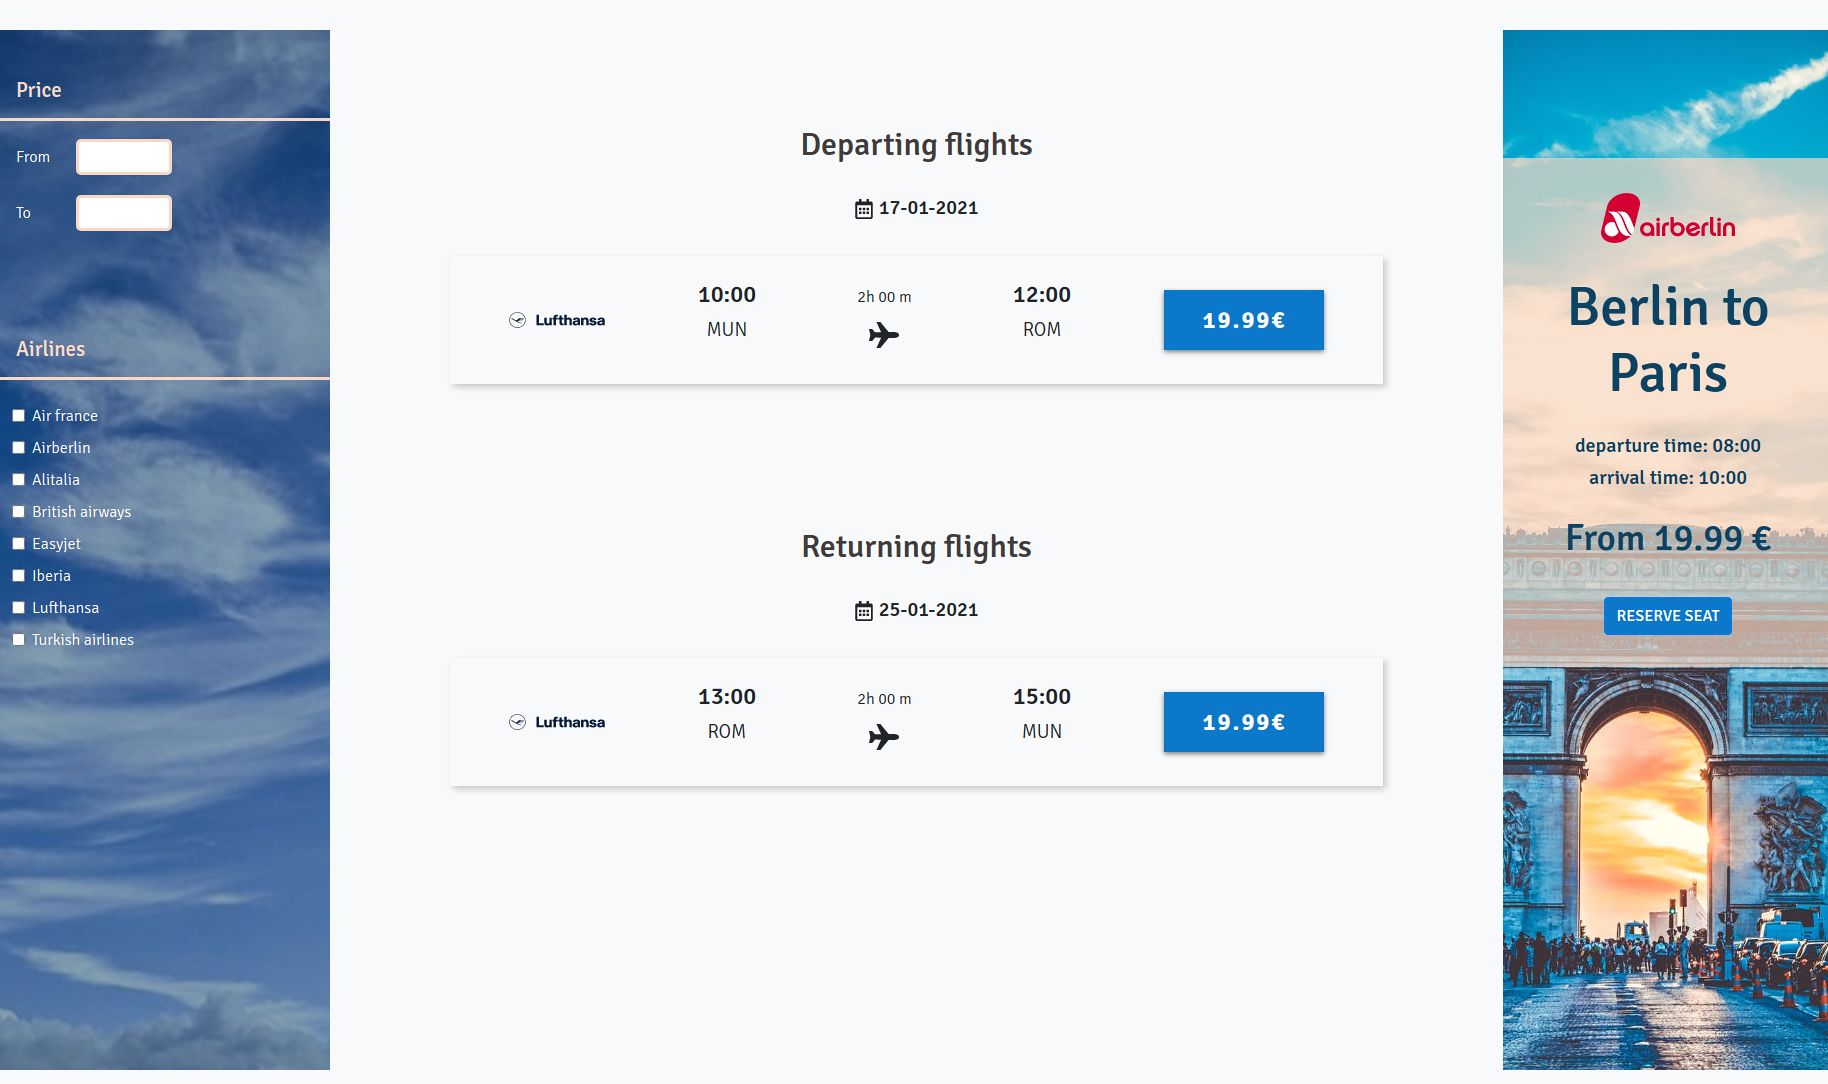 Price
From
To
Airlines
Air france
Airberlin
Alitalia
British airways
Easyjet
Iberia
Lufthansa
Turkish airlines
Departing flights
17-01-2021
Lufthansa
10:00
MUN
2h 00 m
12:00
ROM
19.99€
Returning flights
25-01-2021
Lufthansa
13:00
ROM
2h 00 m
15:00
MUN
19.99€
airberlin
Berlin to
Paris
departure time: 08:00
arrival time: 10:00
From 19.99 €
RESERVE SEAT